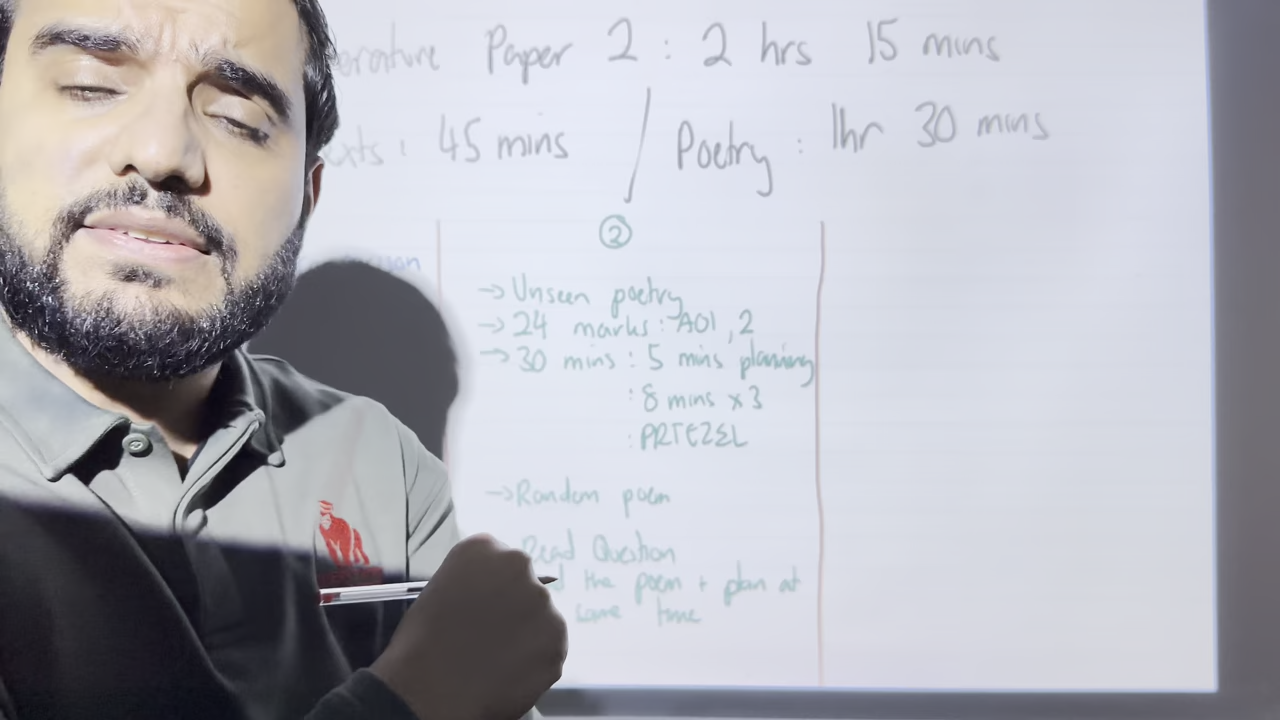 Paper 2 : 2 hrs 15 mins
: 45 mins / Poetry : 1hr 30 mins
②
→ Unseen poetry
→ 24 marks : AO1, 2
→ 30 mins : 5 mins planning
: 8 mins x 3
: PRTEZEL
→ Random poem
Read Question
the poem + plan at
same time